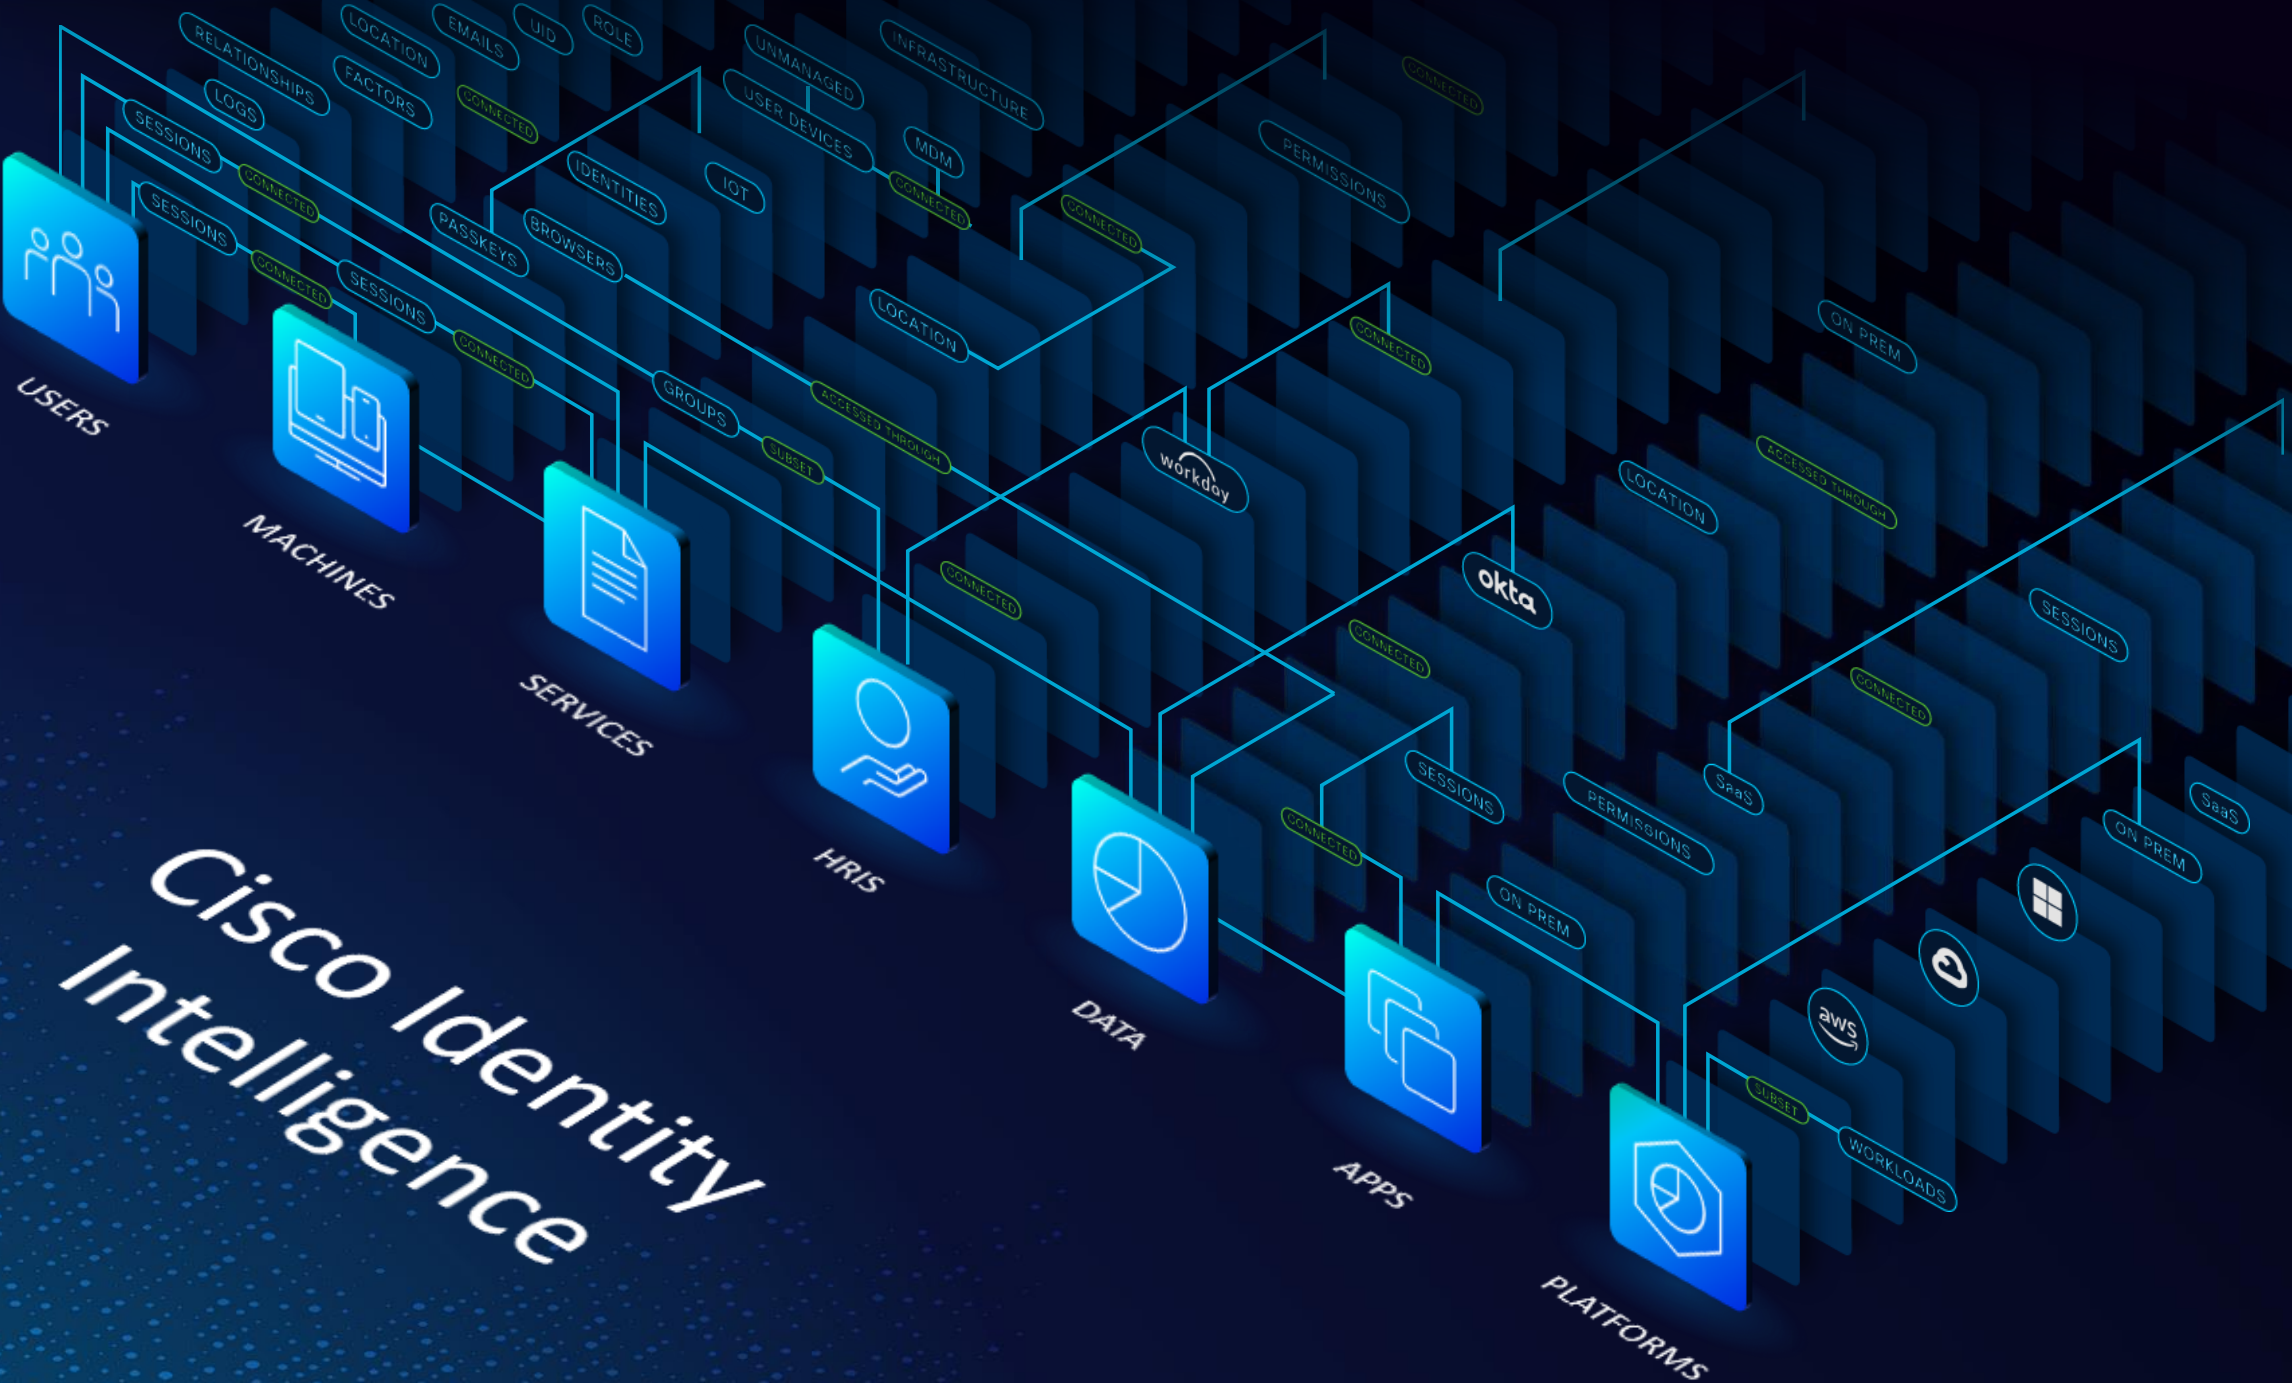 RELATIONSHIPS
LOCATION
EMAILS
UID
ROLE
UNMANAGED
INFRASTRUCTURE
CONNECTED
LOGS
FACTORS
CONNECTED
USER DEVICES
SESSIONS
MDM
PERMISSIONS
CONNECTED
IDENTITIES
IOT
CONNECTED
CONNECTED
SESSIONS
PASSKEYS
BROWSERS
CONNECTED
SESSIONS
LOCATION
CONNECTED
ON PREM
CONNECTED
GROUPS
ACCESSED THROUGH
USERS
SUBSET
workday
LOCATION
ACCESSED THROUGH
MACHINES
CONNECTED
okta
SESSIONS
CONNECTED
CONNECTED
SERVICES
SESSIONS
PERMISSIONS
SaaS
SaaS
CONNECTED
ON PREM
HRIS
ON PREM
DATA
aws
SUBSET
WORKLOADS
APPS
PLATFORMS
Cisco Identity
Intelligence